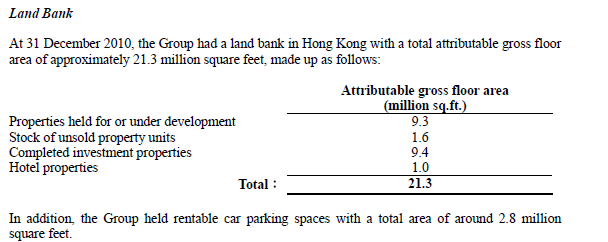 Land Bank
At 31 December 2010, the Group had a land bank in Hong Kong with a total attributable gross floor
area of approximately 21.3 million square feet, made up as follows:
Attributable gross floor area
(million sq.ft.)
Properties held for or under development 9.3
Stock of unsold property units 1.6
Completed investment properties 9.4
Hotel properties 1.0
Total : 21.3
In addition, the Group held rentable car parking spaces with a total area of around 2.8 million
square feet.